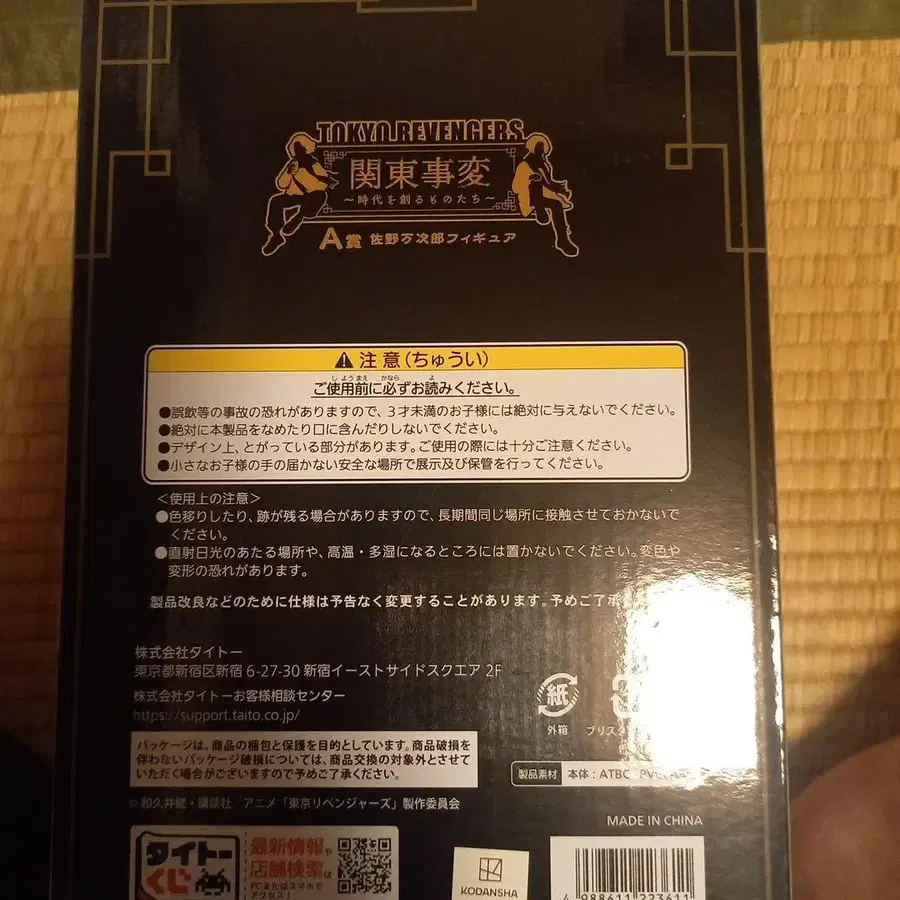 TOKYO REVENGERS
関東事変
～時代を創るものたち～
A賞 佐野万次郎フィギュア
注意(ちゅうい)
ご使用前に必ずお読みください。
●誤飲等の事故の恐れがありますので、3才未満のお子様には絶対に与えないでください。
●絶対に本製品をなめたり口に含んだりしないでください。
●デザイン上、とがっている部分があります。ご使用の際には十分ご注意ください。
●小さなお子様の手の届かない安全な場所で展示及び保管を行ってください。
＜使用上の注意＞
●色移りしたり、跡が残る場合がありますので、長期間同じ場所に接触させておかないで
ください。
●直射日光のあたる場所や、高温・多湿になるところには置かないでください。変色や
変形の恐れがあります。
製品改良などのために仕様は予告なく変更することがあります。予めご了承
株式会社タイトー
東京都新宿区新宿 6-27-30 新宿イーストサイドスクエア 2F
株式会社タイトーお客様相談センター
https://support.taito.co.jp/
紙
外箱
ブリスタ
パッケージは、商品の梱包と保護を目的としています。商品破損を
伴わないパッケージ破損については、商品交換の対象外とさせて
いただく場合がございますので予めご了承ください。
製品素材 本体：ATBC
© 和久井健・講談社／アニメ「東京リベンジャーズ」製作委員会
MADE IN CHINA
タイトー
くじ
最新情報や
店舗検索は
PCまたはスマホで
アクセス！
KODANSHA
4 988611 223611